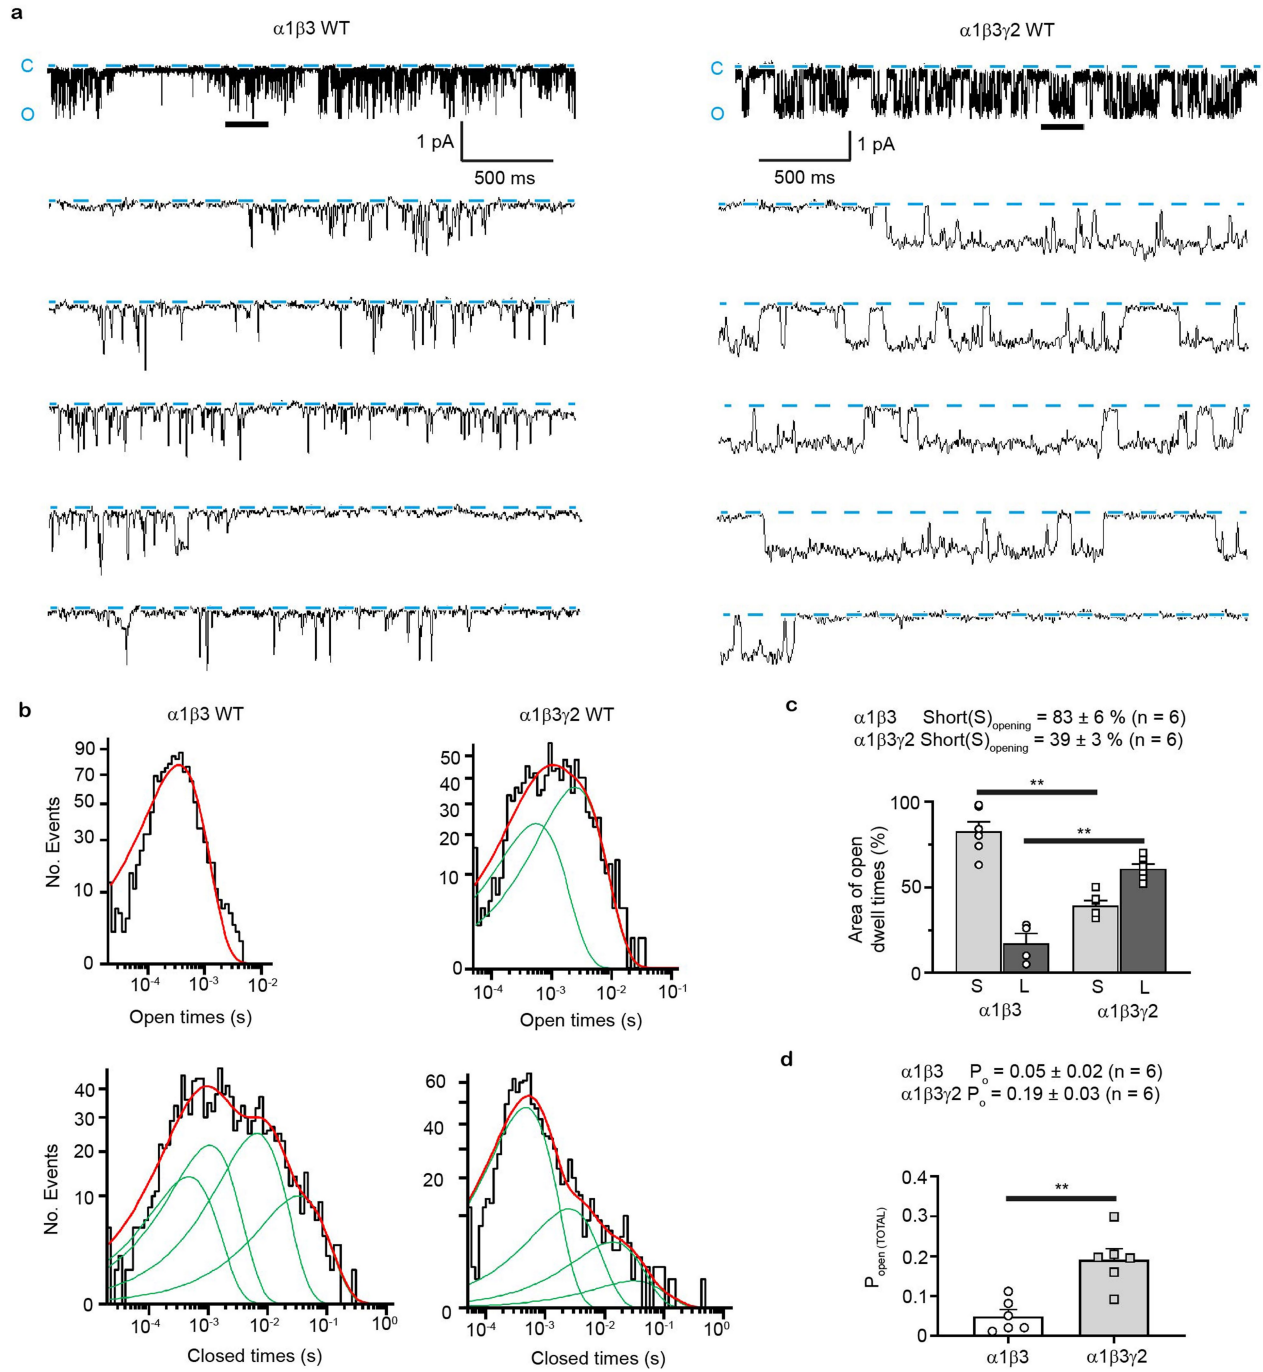 a
α1β3 WT
C
O
1 pA
500 ms
α1β3γ2 WT
C
O
1 pA
500 ms
b
α1β3 WT
No. Events
90
70
50
30
10
0
10-4 10-3 10-2
Open times (s)
α1β3γ2 WT
50
40
30
20
10
0
10-4 10-3 10-2 10-1
Open times (s)
No. Events
40
30
20
10
0
10-4 10-3 10-2 10-1 100
Closed times (s)
60
40
20
0
10-4 10-3 10-2 10-1 100
Closed times (s)
c
α1β3 Short(S)opening = 83 ± 6 % (n = 6)
α1β3γ2 Short(S)opening = 39 ± 3 % (n = 6)
Area of open
dwell times (%)
100
50
0
**
**
S L S L
α1β3 α1β3γ2
d
α1β3 Po = 0.05 ± 0.02 (n = 6)
α1β3γ2 Po = 0.19 ± 0.03 (n = 6)
Popen (TOTAL)
0.4
0.3
0.2
0.1
0
**
α1β3 α1β3γ2